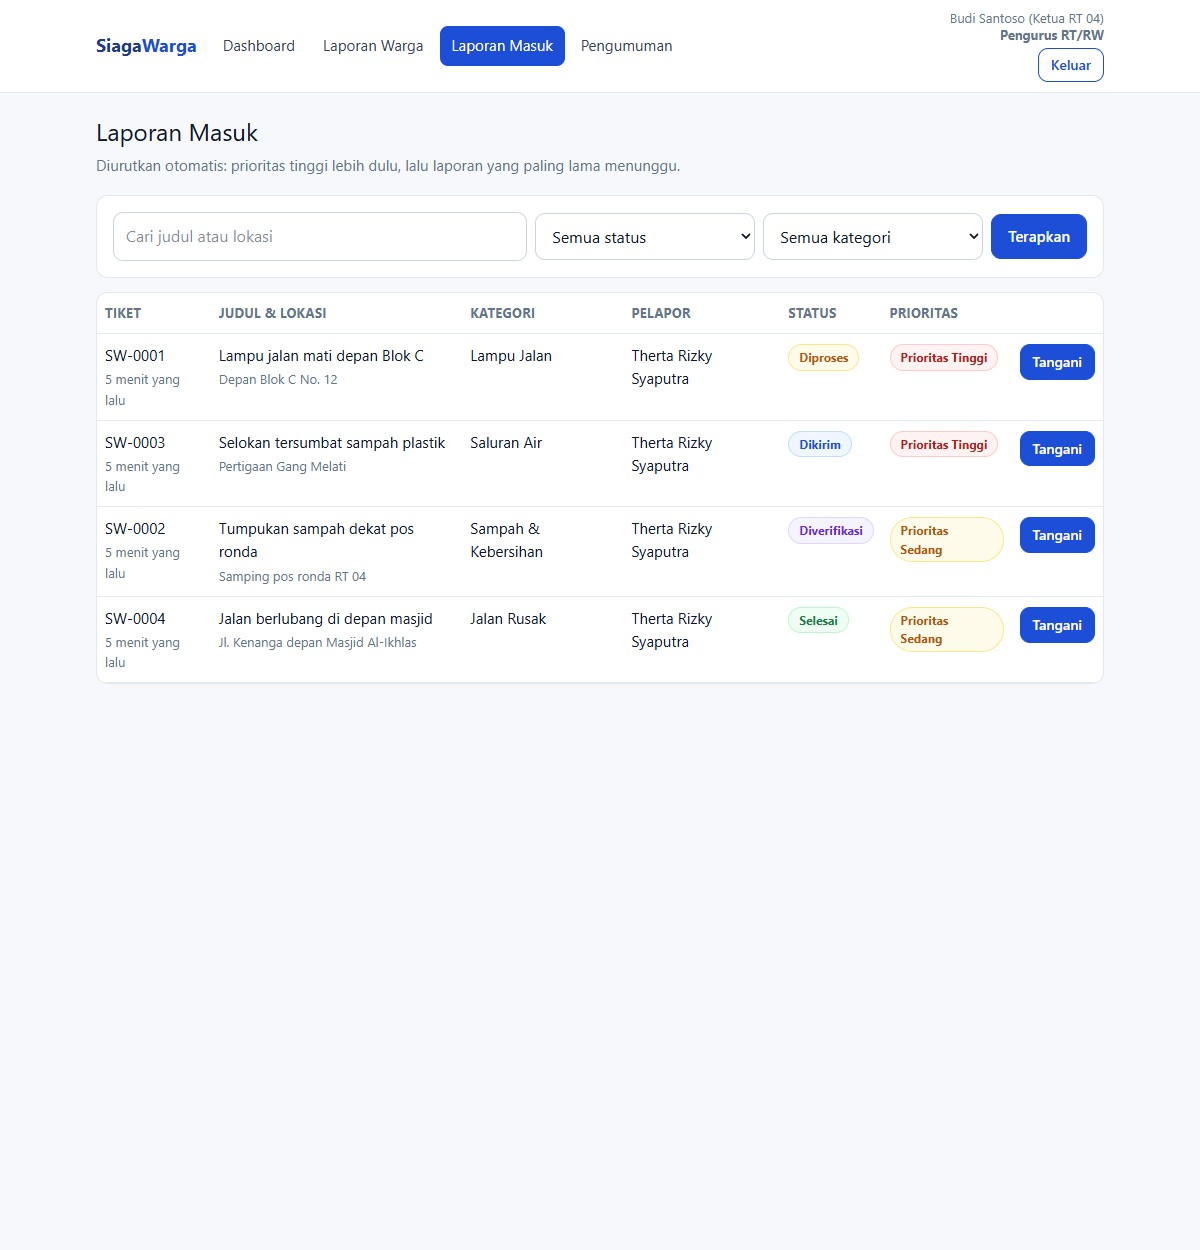 SiagaWarga
Dashboard
Laporan Warga
Laporan Masuk
Pengumuman
Budi Santoso (Ketua RT 04)
Pengurus RT/RW
Keluar
Laporan Masuk
Diurutkan otomatis: prioritas tinggi lebih dulu, lalu laporan yang paling lama menunggu.
Cari judul atau lokasi
Semua status
Semua kategori
Terapkan
TIKET
JUDUL & LOKASI
KATEGORI
PELAPOR
STATUS
PRIORITAS
SW-0001
5 menit yang
lalu
Lampu jalan mati depan Blok C
Depan Blok C No. 12
Lampu Jalan
Therta Rizky
Syaputra
Diproses
Prioritas Tinggi
Tangani
SW-0003
5 menit yang
lalu
Selokan tersumbat sampah plastik
Pertigaan Gang Melati
Saluran Air
Therta Rizky
Syaputra
Dikirim
Prioritas Tinggi
Tangani
SW-0002
5 menit yang
lalu
Tumpukan sampah dekat pos
ronda
Samping pos ronda RT 04
Sampah &
Kebersihan
Therta Rizky
Syaputra
Diverifikasi
Prioritas
Sedang
Tangani
SW-0004
5 menit yang
lalu
Jalan berlubang di depan masjid
Jl. Kenanga depan Masjid Al-Ikhlas
Jalan Rusak
Therta Rizky
Syaputra
Selesai
Prioritas
Sedang
Tangani